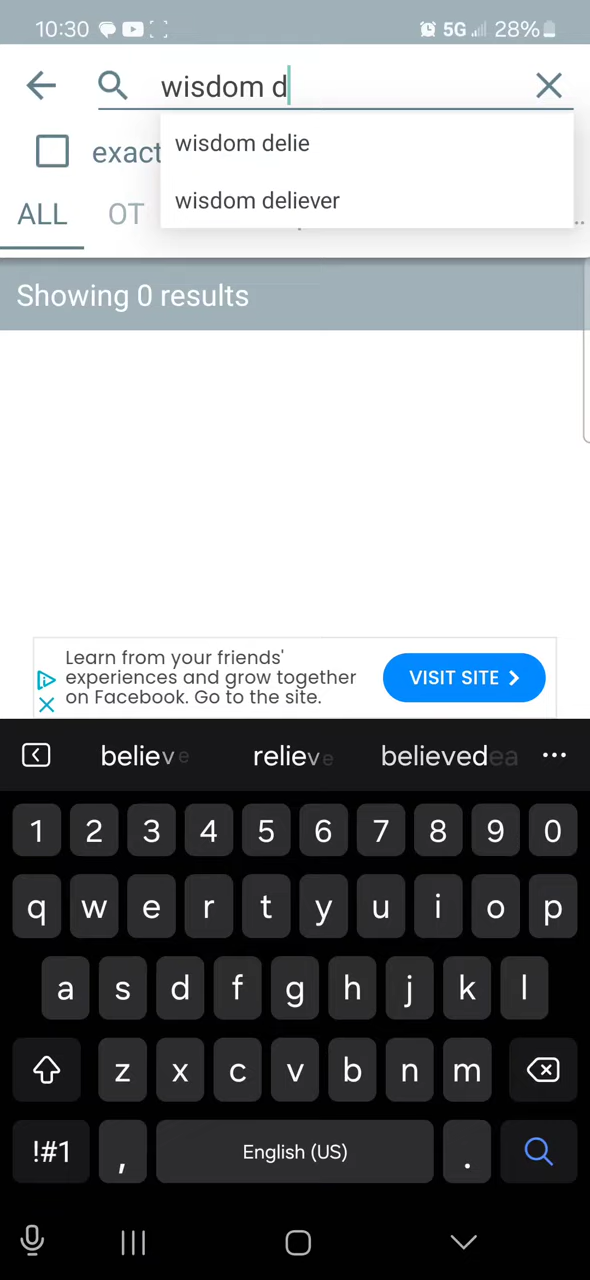 10:30 5G 28%
wisdom d
exact
wisdom delie
wisdom deliever
ALL OT
Showing 0 results
Learn from your friends'
experiences and grow together
on Facebook. Go to the site.
VISIT SITE
believe relieve believed
1 2 3 4 5 6 7 8 9 0
q w e r t y u i o p
a s d f g h j k l
z x c v b n m
!#1 , English (US) .